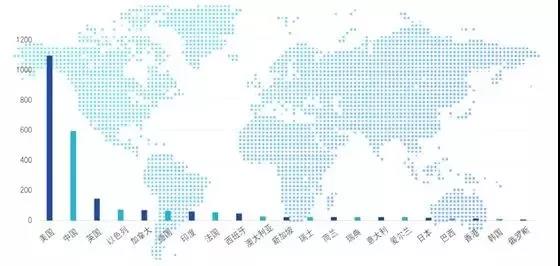 1200
1000
800
600
400
200
0
美国
中国
英国
以色列
加拿大
德国
印度
法国
西班牙
澳大利亚
新加坡
瑞士
荷兰
瑞典
意大利
爱尔兰
日本
巴西
香港
韩国
俄罗斯